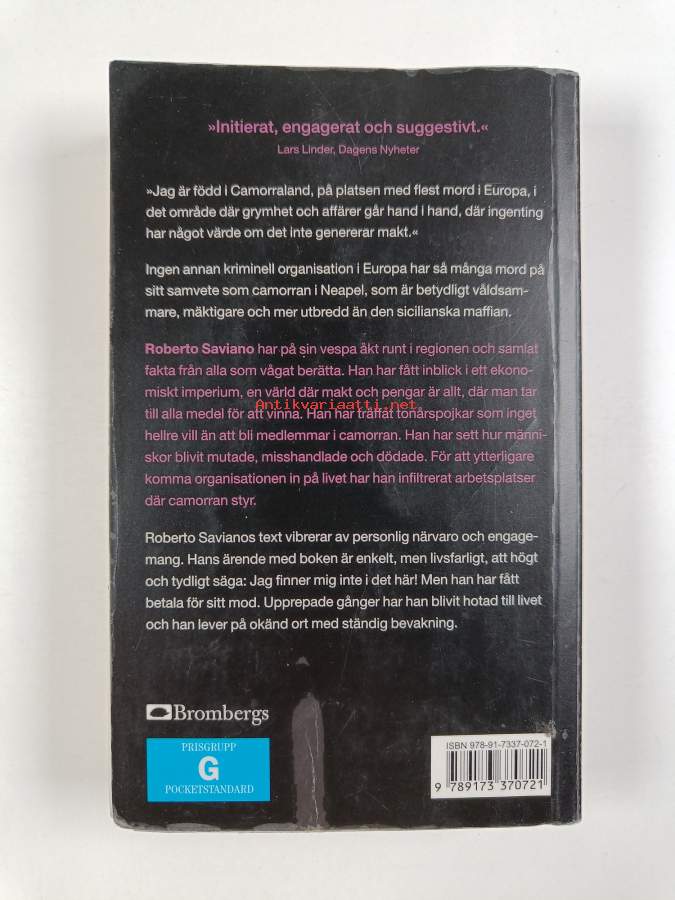 »Initierat, engagerat och suggestivt.«
Lars Linder, Dagens Nyheter
»Jag är född i Camorraland, på platsen med flest mord i Europa, i
det område där grymhet och affärer går hand i hand, där ingenting
har något värde om det inte genererar makt.«
Ingen annan kriminell organisation i Europa har så många mord på
sitt samvete som camorran i Neapel, som är betydligt våldsam-
mare, mäktigare och mer utbredd än den sicilianska maffian.
Roberto Saviano har på sin vespa åkt runt i regionen och samlat
fakta från alla som vågat berätta. Han har fått inblick i ett ekono-
miskt imperium, en värld där makt och pengar är allt, där man tar
till alla medel för att vinna. Han har träffat tonårspojkar som inget
Antikvariaatti.net
hellre vill än att bli medlemmar i camorran. Han har sett hur männi-
skor blivit mutade, misshandlade och dödade. För att ytterligare
komma organisationen in på livet har han infiltrerat arbetsplatser
där camorran styr.
Roberto Savianos text vibrerar av personlig närvaro och engage-
mang. Hans ärende med boken är enkelt, men livsfarligt, att högt
och tydligt säga: Jag finner mig inte i det här! Men han har fått
betala för sitt mod. Upprepade gånger har han blivit hotad till livet
och han lever på okänd ort med ständig bevakning.
Brombergs
PRISGRUPP
G
POCKETSTANDARD
ISBN 978-91-7337-072-1
9 789173 370721